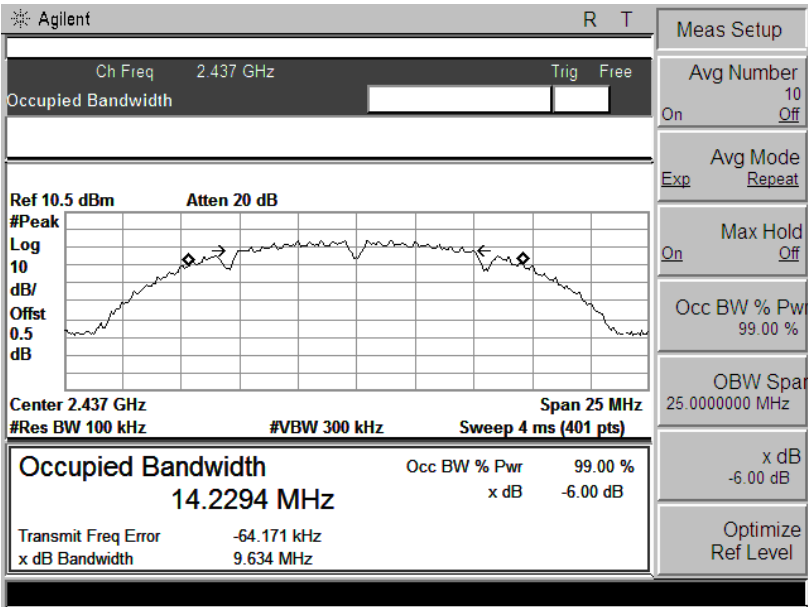 Agilent R T
Ch Freq 2.437 GHz Trig Free
Occupied Bandwidth
Ref 10.5 dBm Atten 20 dB
#Peak
Log
10
dB/
Offst
0.5
dB
Center 2.437 GHz Span 25 MHz
#Res BW 100 kHz #VBW 300 kHz Sweep 4 ms (401 pts)
Occupied Bandwidth Occ BW % Pwr 99.00 %
14.2294 MHz x dB -6.00 dB
Transmit Freq Error -64.171 kHz
x dB Bandwidth 9.634 MHz
Meas Setup
Avg Number
10
On Off
Avg Mode
Exp Repeat
Max Hold
On Off
Occ BW % Pwr
99.00 %
OBW Span
25.0000000 MHz
x dB
-6.00 dB
Optimize
Ref Level